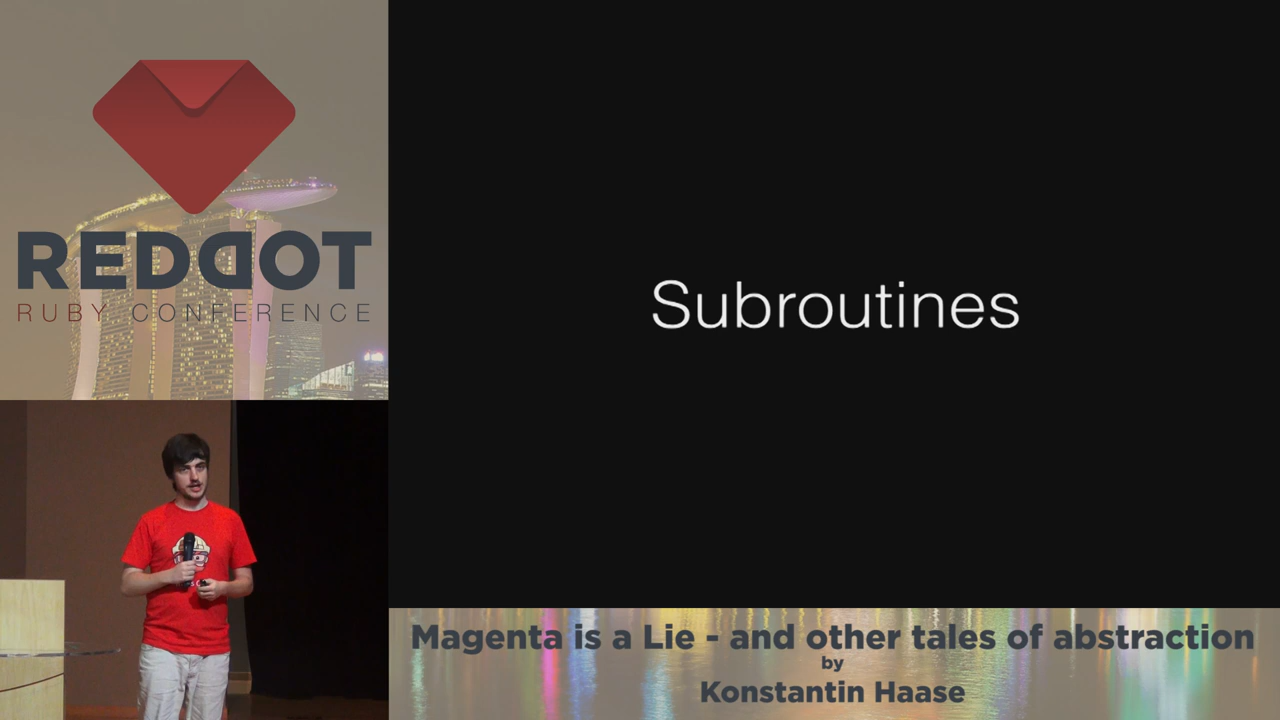 REDDOT
RUBY CONFERENCE
Subroutines
Magenta is a Lie - and other tales of abstraction
by
Konstantin Haase